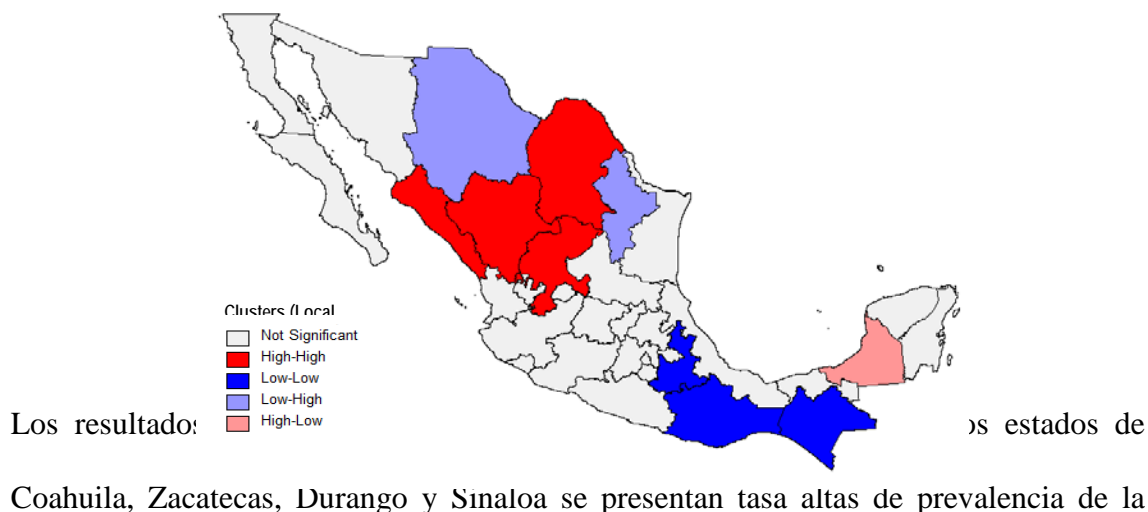 Clusters (Local
Not Significant
High-High
Low-Low
Low-High
High-Low
Los resultados os estados de
Coahuila, Zacatecas, Durango y Sinaloa se presentan tasa altas de prevalencia de la